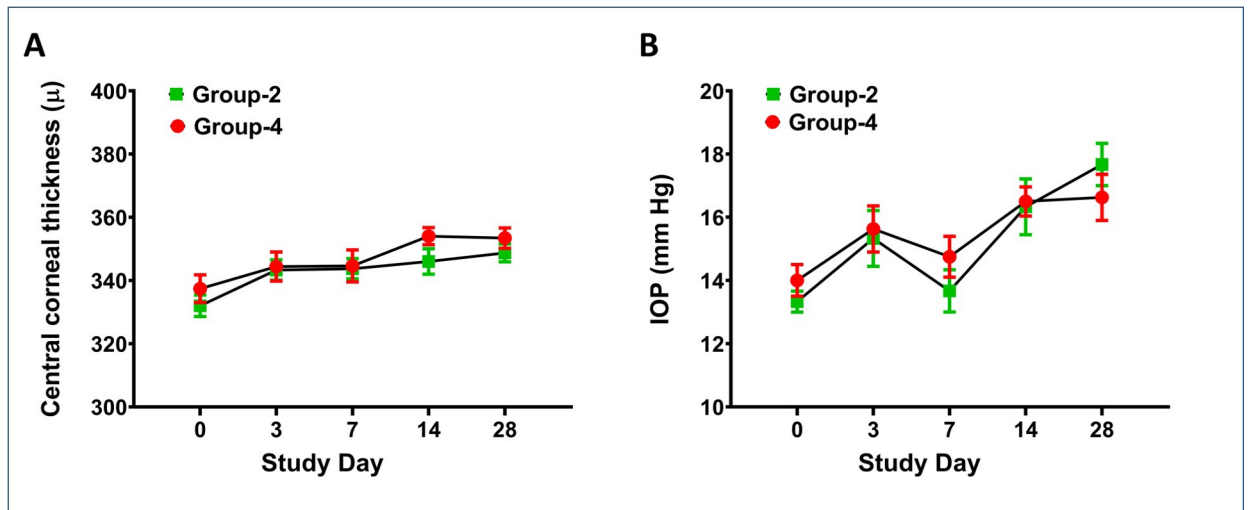 A
Central corneal thickness (μ)
400
380
360
340
320
300
Group-2
Group-4
0 3 7 14 28
Study Day
B
IOP (mm Hg)
20
18
16
14
12
10
Group-2
Group-4
0 3 7 14 28
Study Day